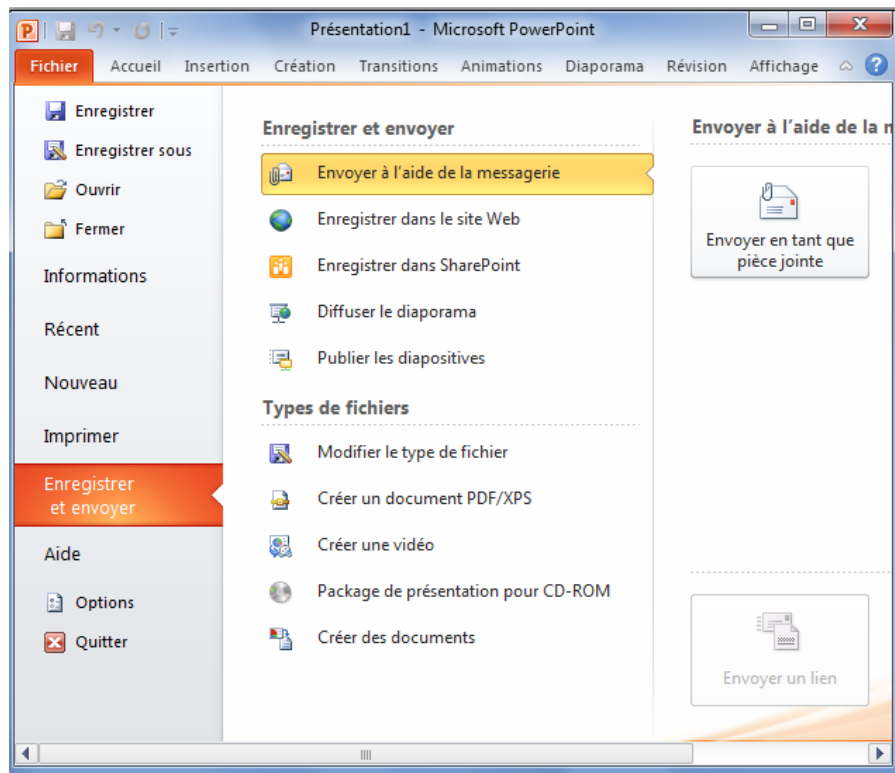 Présentation1 - Microsoft PowerPoint
Fichier Accueil Insertion Création Transitions Animations Diaporama Révision Affichage
Enregistrer
Enregistrer sous
Ouvrir
Fermer
Informations
Récent
Nouveau
Imprimer
Enregistrer
et envoyer
Aide
Options
Quitter
Enregistrer et envoyer
Envoyer à l'aide de la messagerie
Enregistrer dans le site Web
Enregistrer dans SharePoint
Diffuser le diaporama
Publier les diapositives
Types de fichiers
Modifier le type de fichier
Créer un document PDF/XPS
Créer une vidéo
Package de présentation pour CD-ROM
Créer des documents
Envoyer à l'aide de la
Envoyer en tant que
pièce jointe
Envoyer un lien